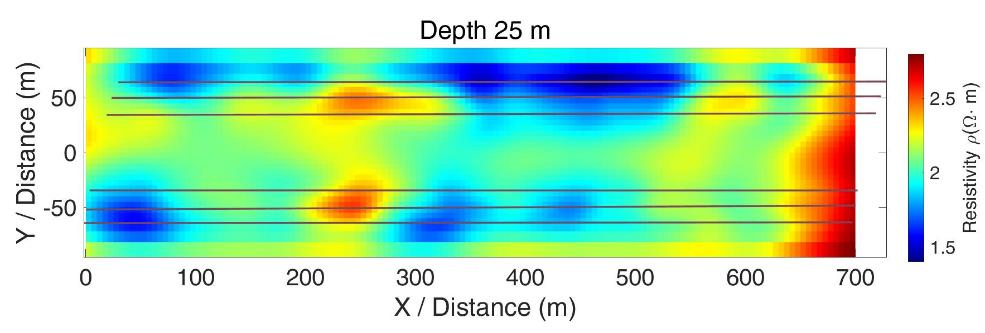 Depth 25 m
Y / Distance (m)
50
0
-50
0 100 200 300 400 500 600 700
X / Distance (m)
2.5
2
1.5
Resistivity ρ(Ω· m)